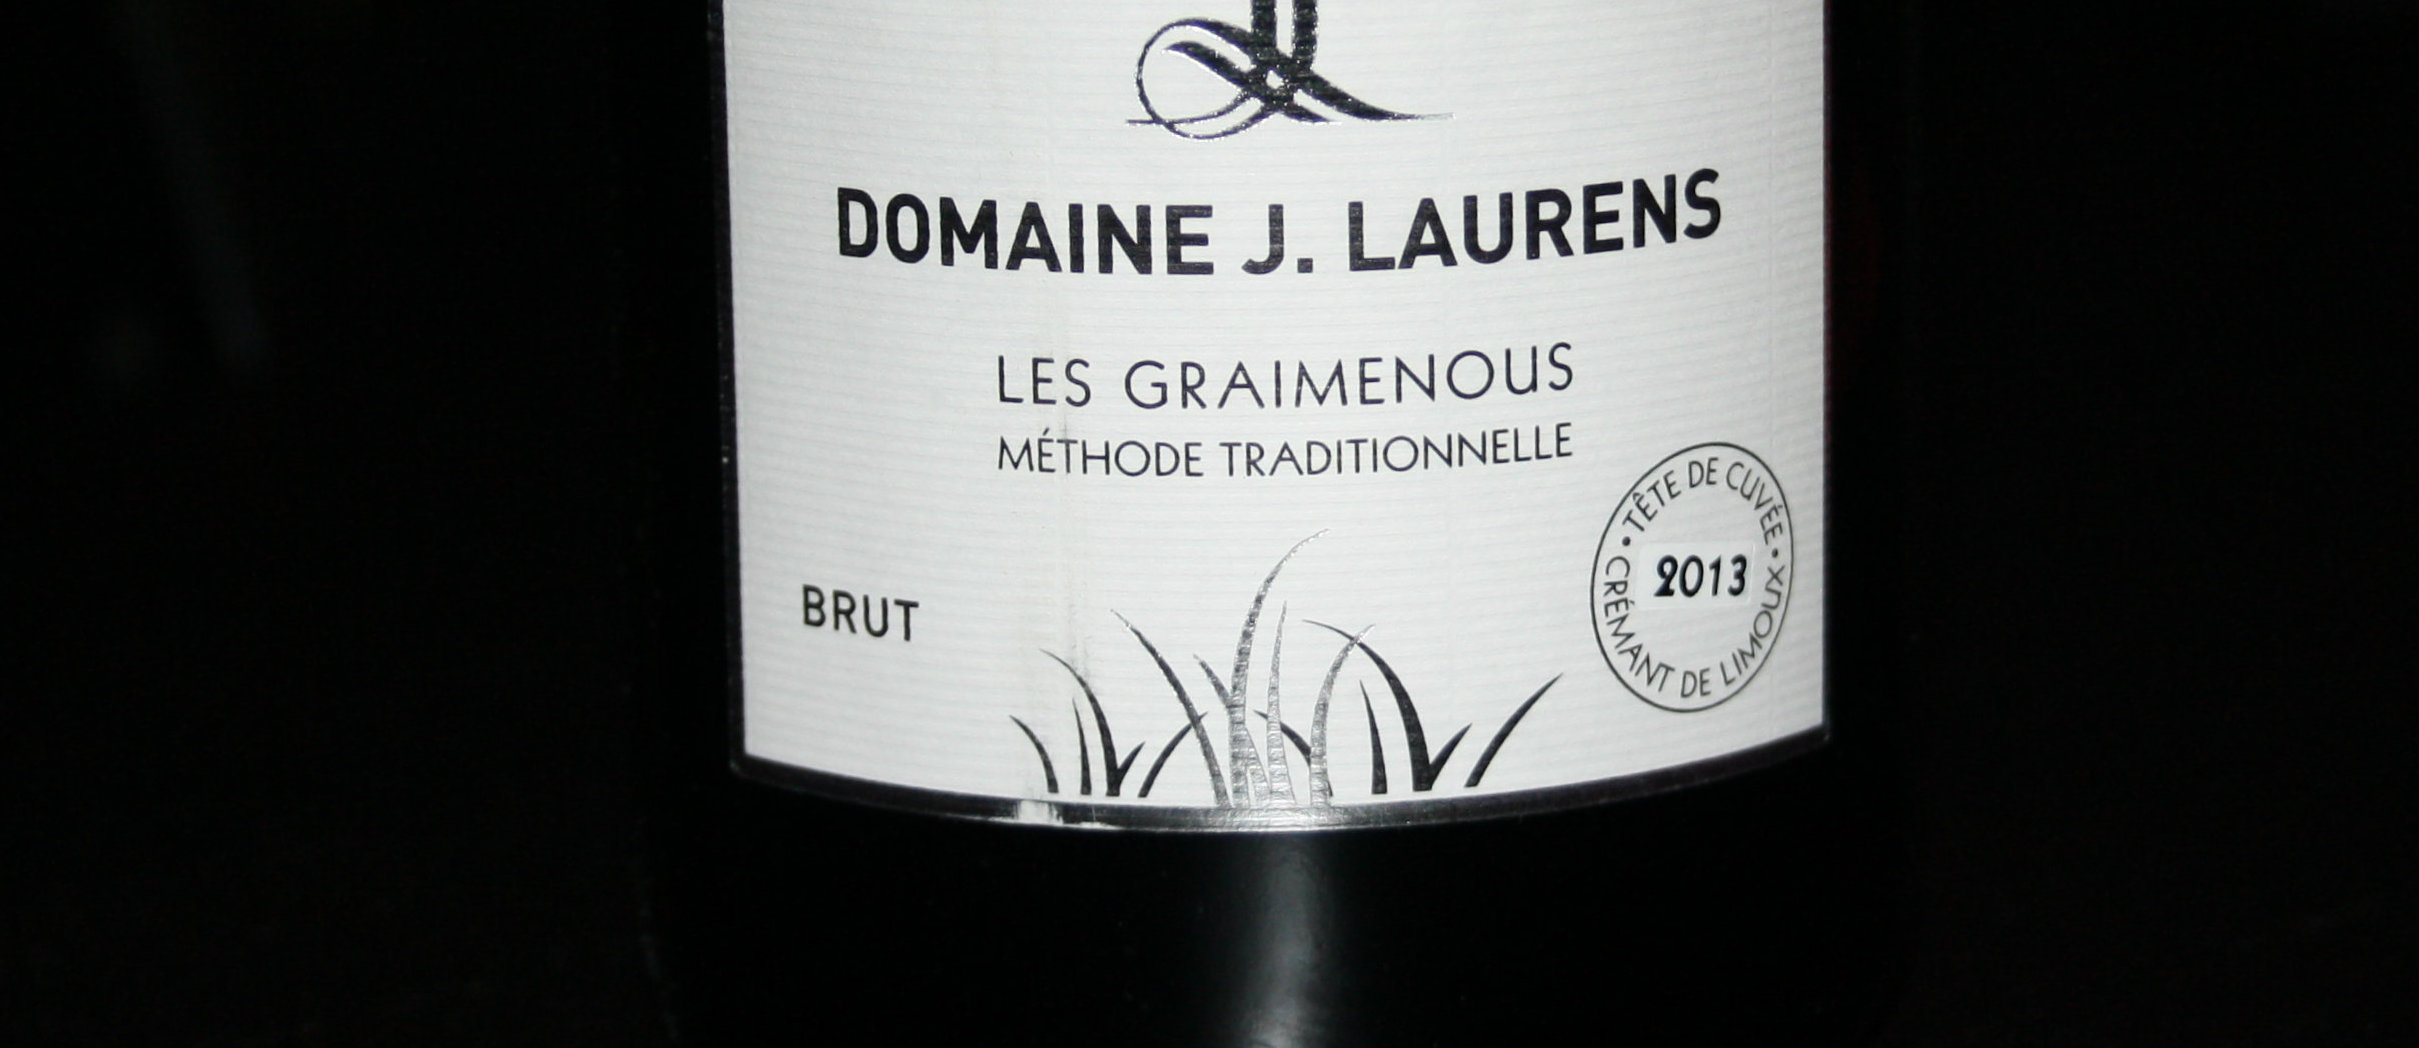 DOMAINE J. LAURENS
LES GRAIMENOUS
MÉTHODE TRADITIONNELLE
BRUT
• TÊTE DE CUVÉE •
2013
CRÉMANT DE LIMOUX